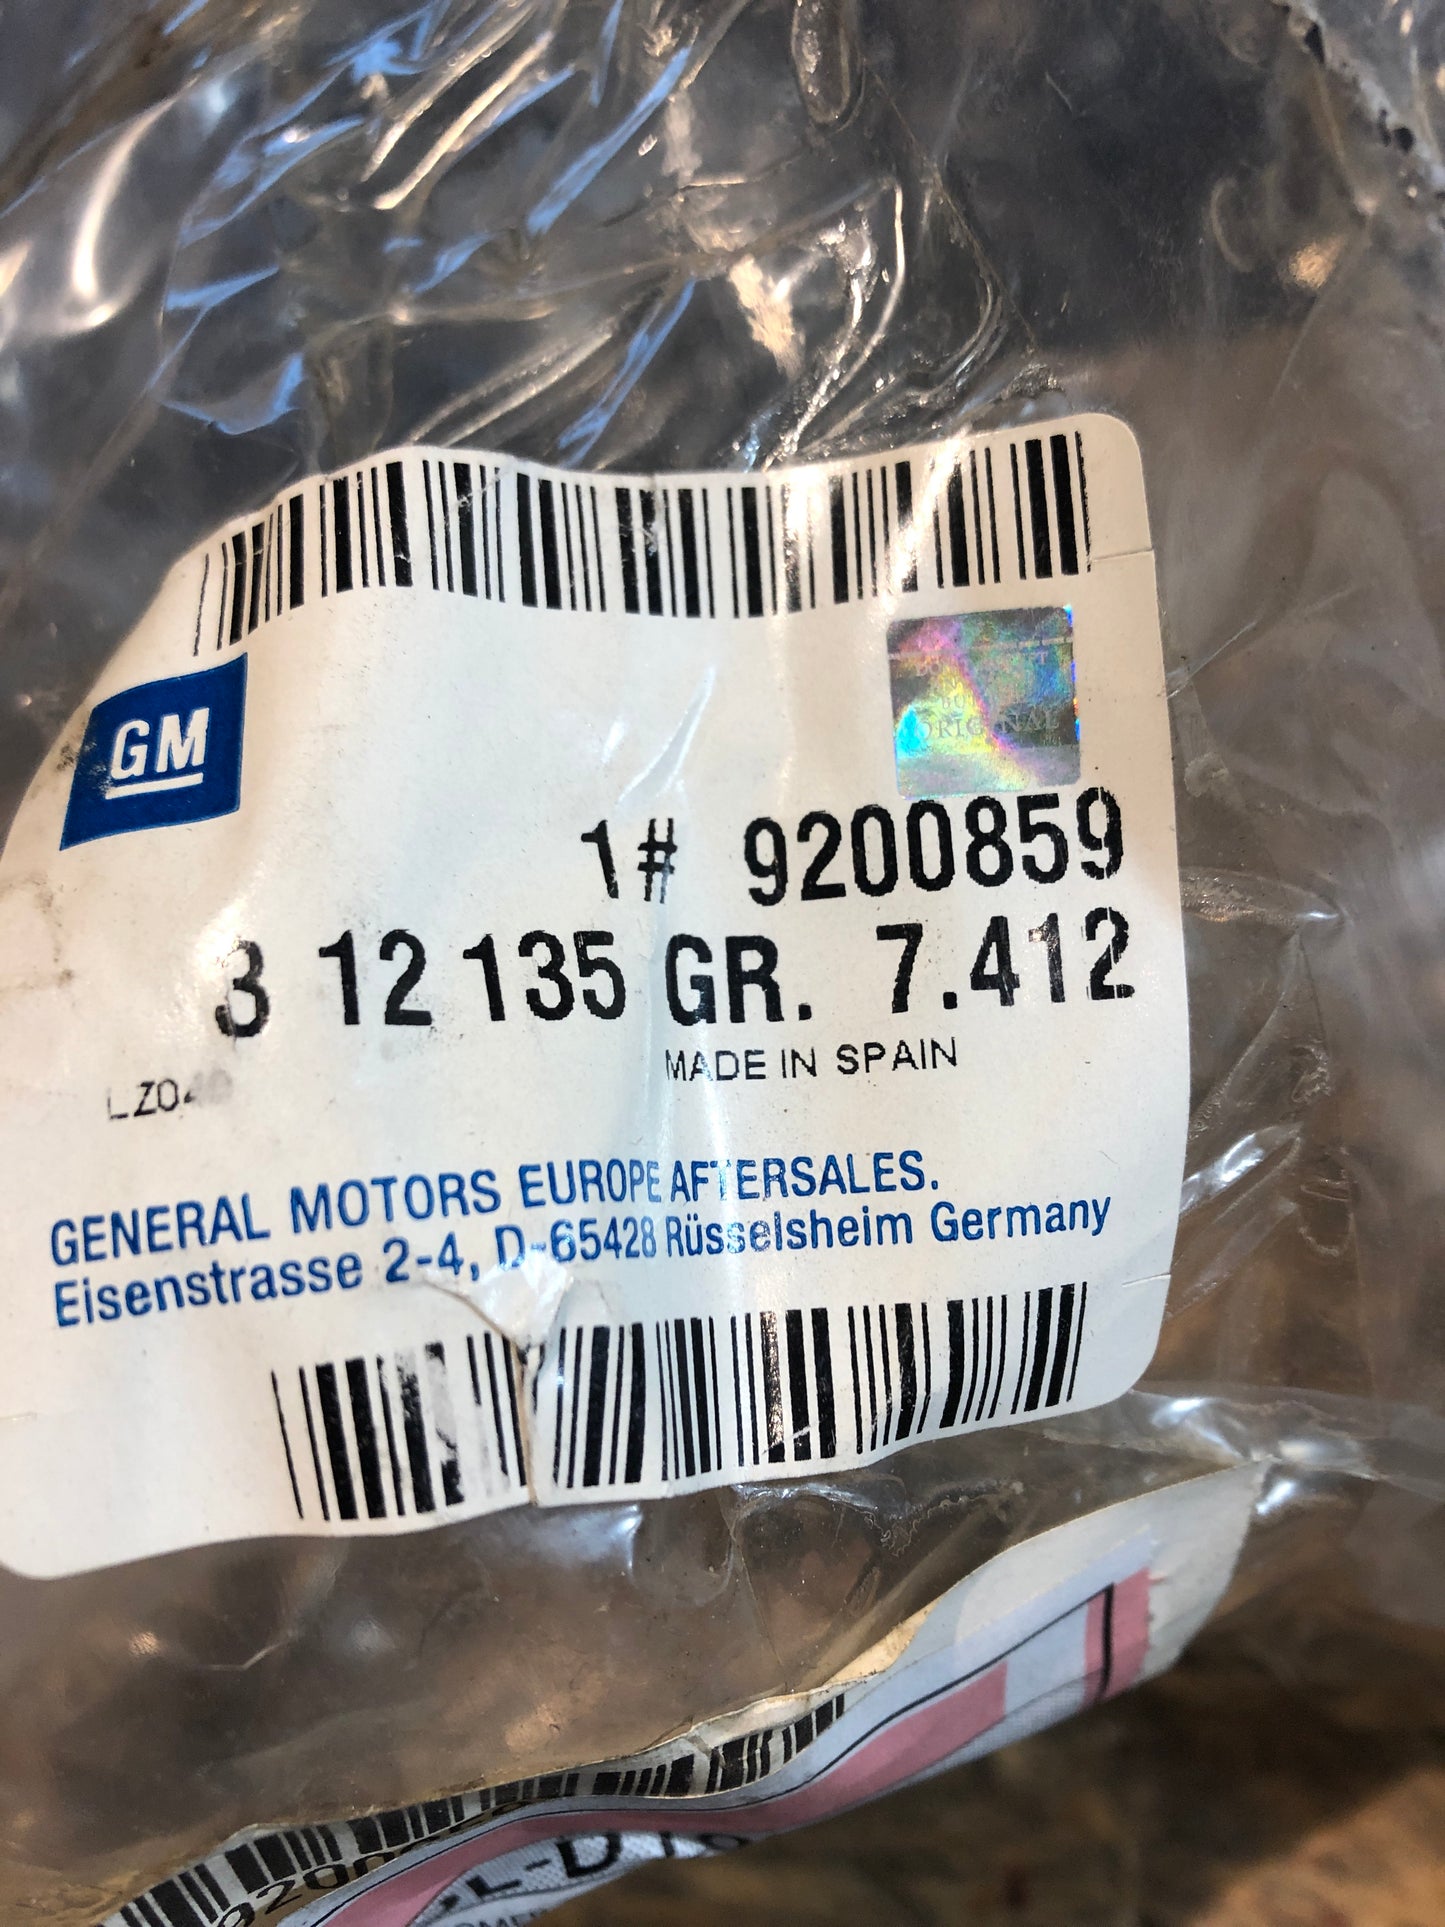 GM
ORIGINAL
1# 9200859
3 12 135 GR. 7.412
MADE IN SPAIN
GENERAL MOTORS EUROPE AFTERSALES.
Eisenstrasse 2-4, D-65428 Rüsselsheim Germany